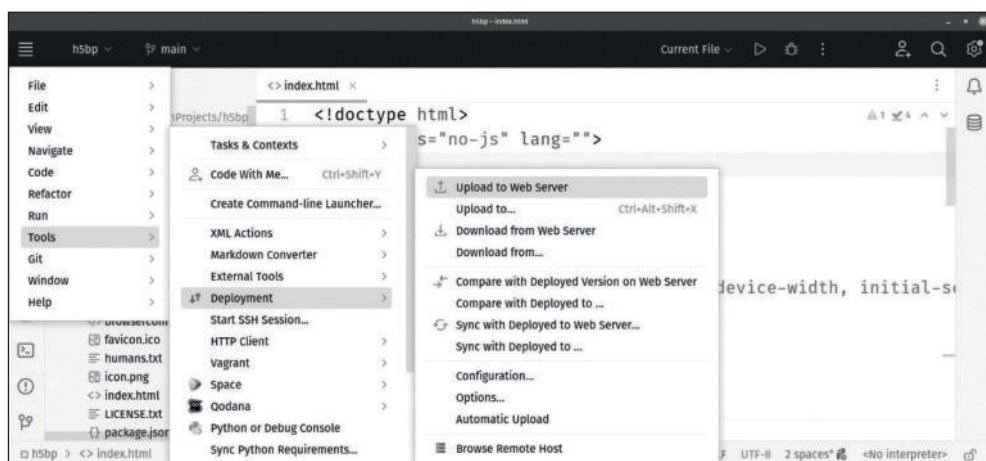 h5bp – index.html
h5bp
main
Current File
File
Edit
View
Navigate
Code
Refactor
Run
Tools
Git
Window
Help
Projects/h5bp
<> index.html
1 <!doctype html>
s="no-js" lang="">
1 4
device-width, initial-s
Tasks & Contexts
Code With Me... Ctrl+Shift+Y
Create Command-line Launcher...
XML Actions
Markdown Converter
External Tools
Deployment
Start SSH Session...
HTTP Client
Vagrant
Space
Qodana
Python or Debug Console
Sync Python Requirements...
Upload to Web Server
Upload to... Ctrl+Alt+Shift+X
Download from Web Server
Download from...
Compare with Deployed Version on Web Server
Compare with Deployed to ...
Sync with Deployed to Web Server...
Sync with Deployed to ...
Configuration...
Options...
Automatic Upload
Browse Remote Host
favicon.ico
humans.txt
icon.png
<> index.html
LICENSE.txt
{} package.json
h5bp > <> index.html
UTF-8 2 spaces* <No interpreter>